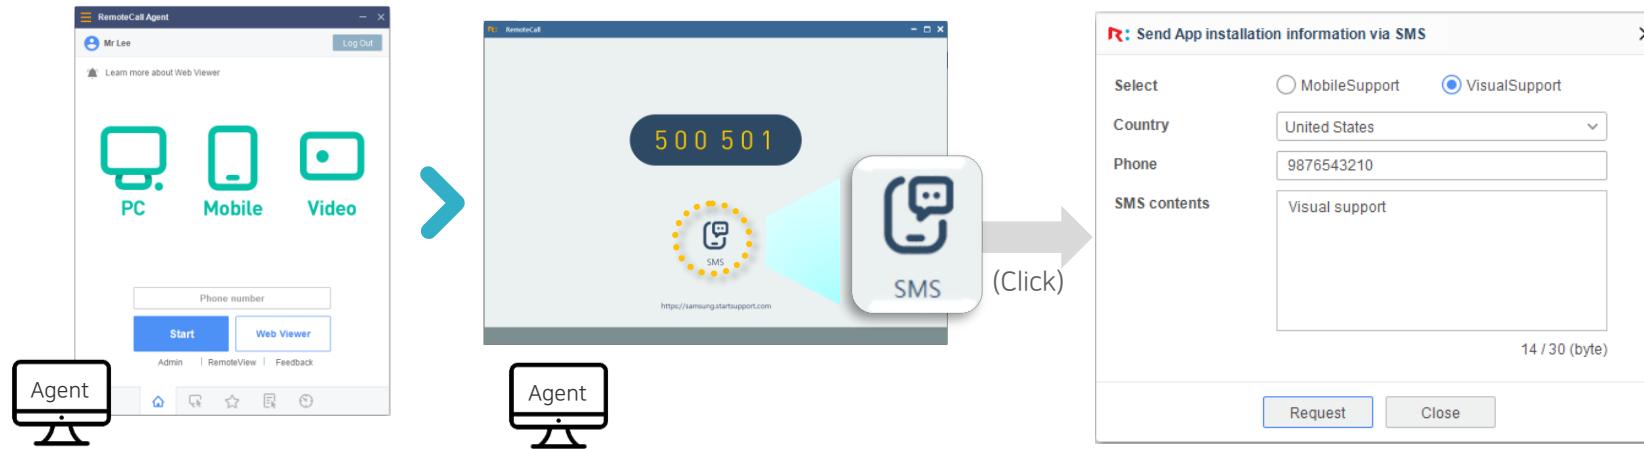 RemoteCall Agent
Mr Lee
Log Out
Learn more about Web Viewer
PC Mobile Video
Phone number
Start Web Viewer
Admin | RemoteView | Feedback
Agent
RemoteCall
500 501
SMS
https://samsung.startsupport.com
Agent
SMS
(Click)
Send App installation information via SMS
Select MobileSupport VisualSupport
Country United States
Phone 9876543210
SMS contents Visual support
14 / 30 (byte)
Request Close